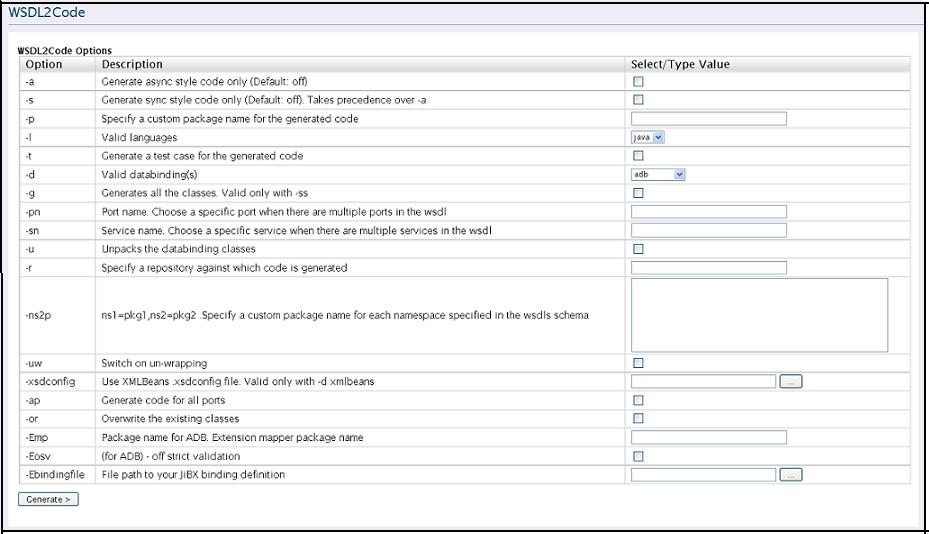 WSDL2Code
WSDL2Code Options
Option Description Select/Type Value
-a Generate async style code only (Default: off)
-s Generate sync style code only (Default: off). Takes precedence over -a
-p Specify a custom package name for the generated code
-l Valid languages java
-t Generate a test case for the generated code
-d Valid databinding(s) adb
-g Generates all the classes. Valid only with -ss
-pn Port name. Choose a specific port when there are multiple ports in the wsdl
-sn Service name. Choose a specific service when there are multiple services in the wsdl
-u Unpacks the databinding classes
-r Specify a repository against which code is generated
-ns2p ns1=pkg1,ns2=pkg2 .Specify a custom package name for each namespace specified in the wsdls schema
-uw Switch on un-wrapping
-xsdconfig Use XMLBeans .xsdconfig file. Valid only with -d xmlbeans ...
-ap Generate code for all ports
-or Overwrite the existing classes
-Emp Package name for ADB. Extension mapper package name
-Eosv (for ADB) - off strict validation
-Ebindingfile File path to your JiBX binding definition ...
Generate >